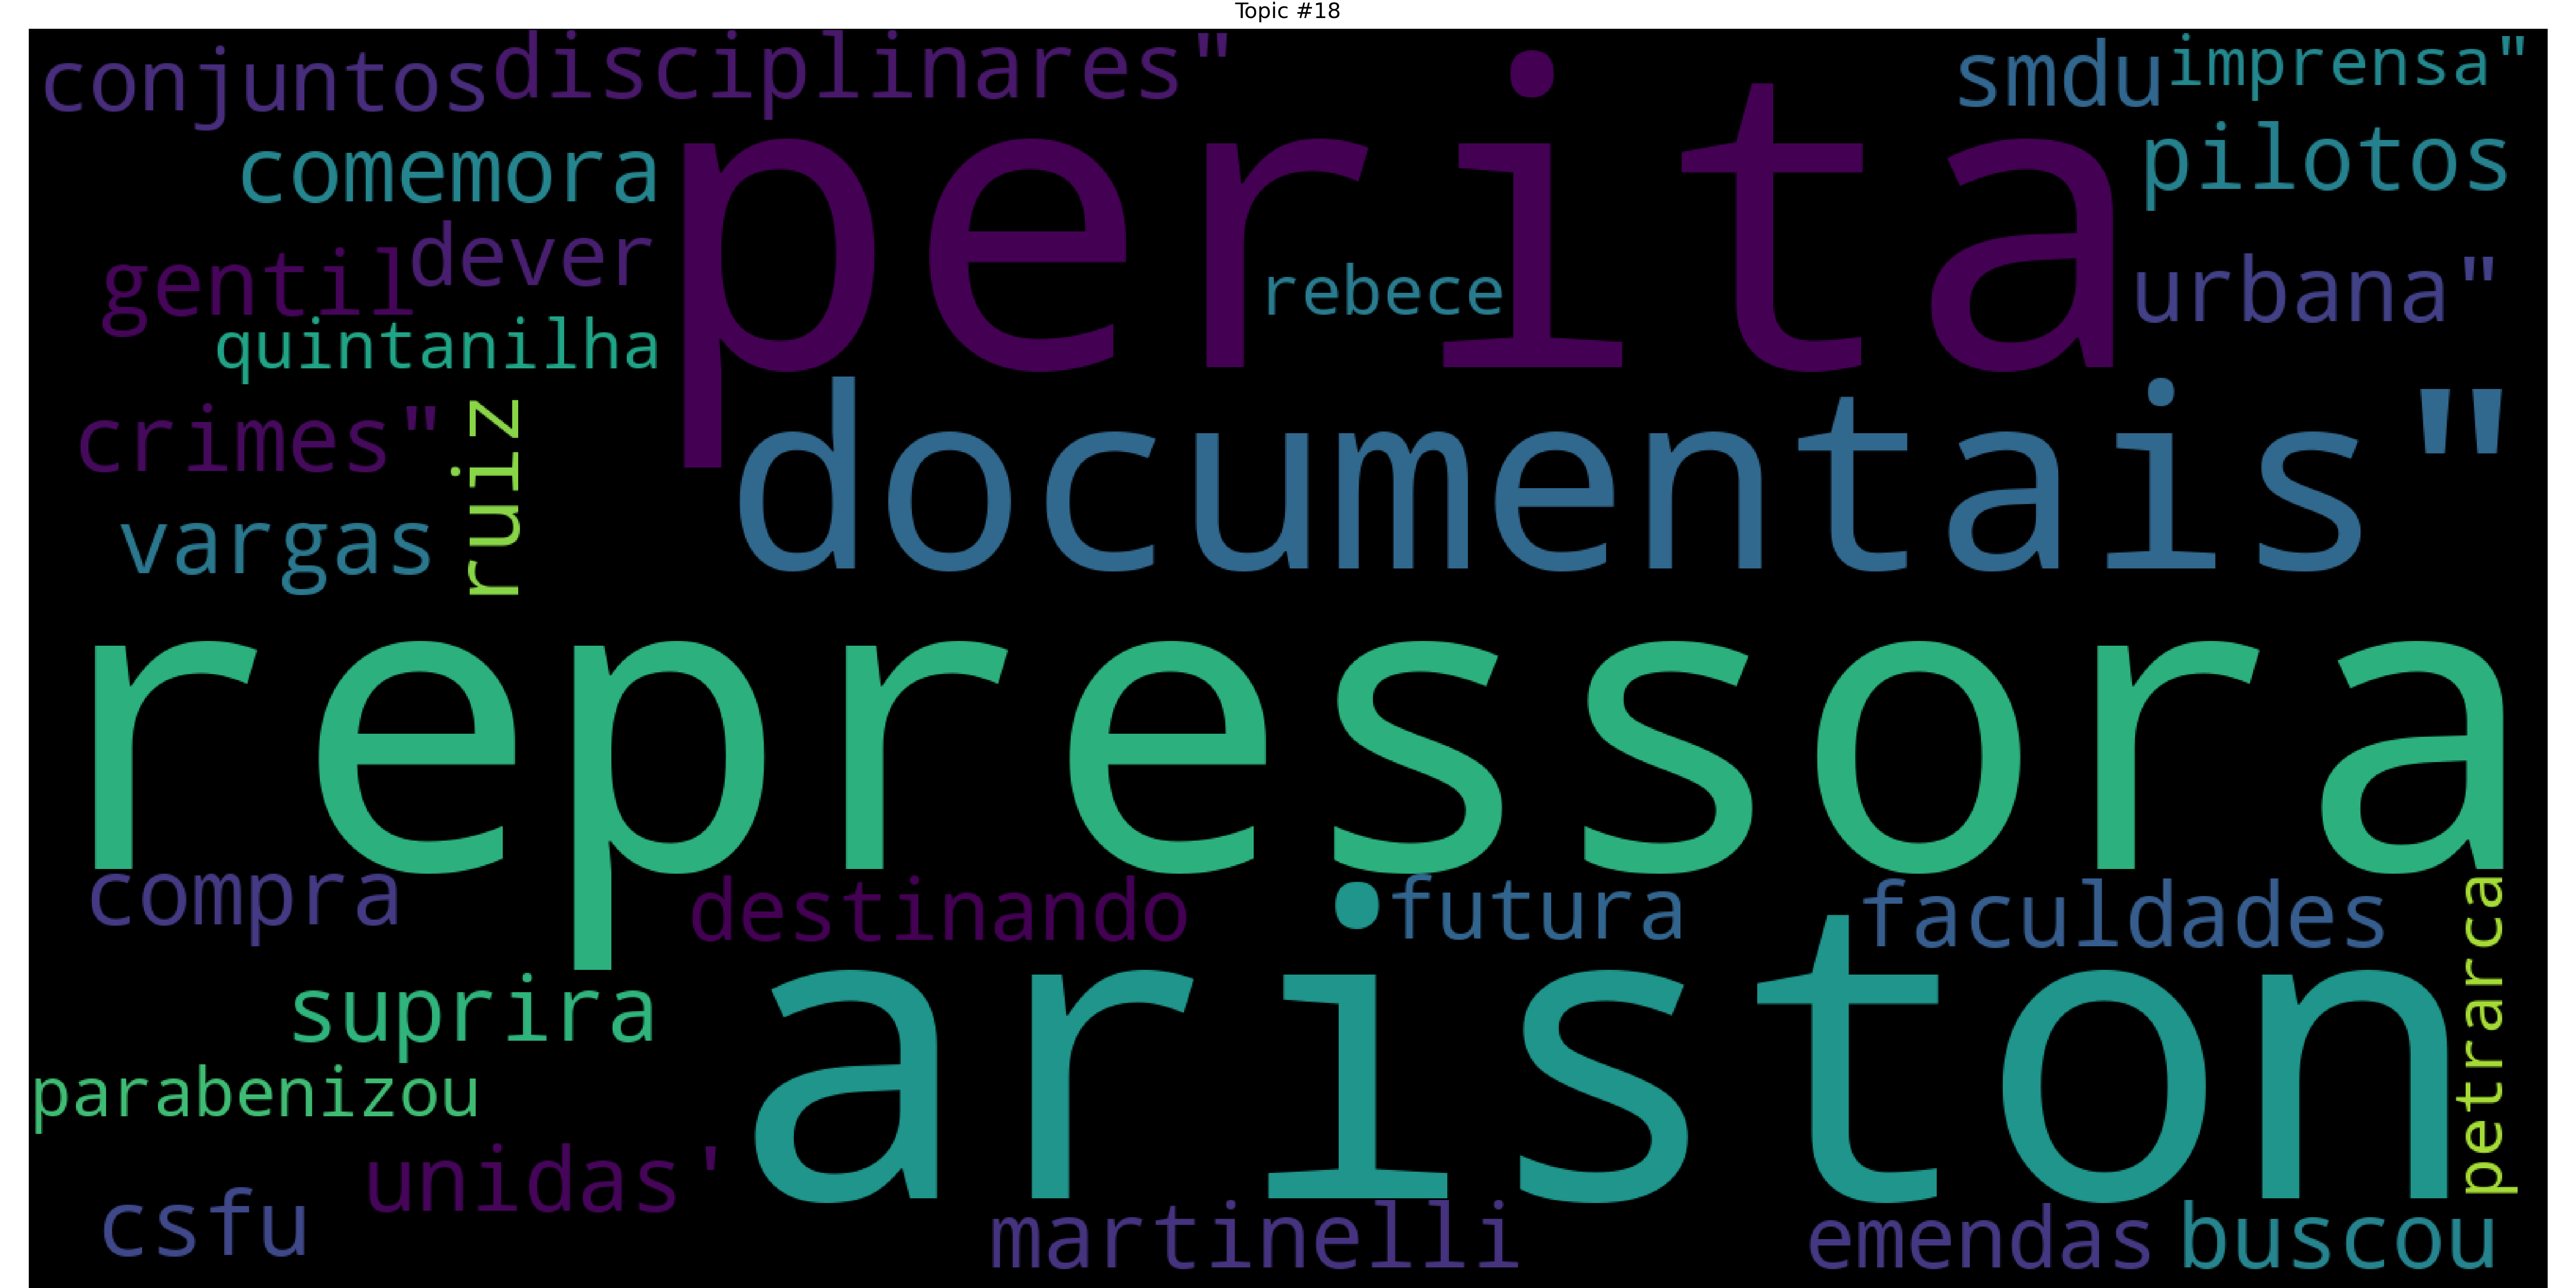 Topic #18
conjuntos
disciplinares"
smdu
imprensa"
comemora
perita
pilotos
gentil
dever
rebece
urbana"
quintanilha
crimes"
ruiz
documentais"
vargas
repressora
compra
destinando
futura
faculdades
petrarca
suprira
ariston
parabenizou
unidas'
csfu
martinelli
emendas
buscou